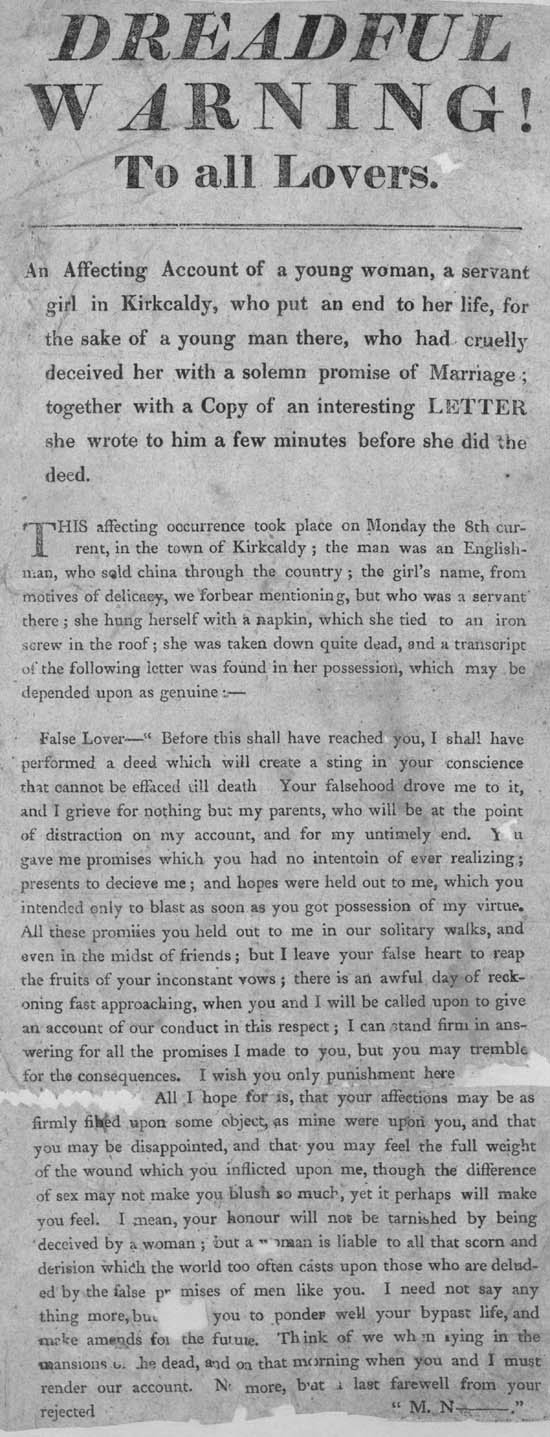 DREADFUL
WARNING!
To all Lovers.
An Affecting Account of a young woman, a servant
girl in Kirkcaldy, who put an end to her life, for
the sake of a young man there, who had cruelly
deceived her with a solemn promise of Marriage;
together with a Copy of an interesting LETTER
she wrote to him a few minutes before she did the
deed.
THIS affecting occurrence took place on Monday the 8th cur-
rent, in the town of Kirkcaldy; the man was an English-
man, who sold china through the country; the girl's name, from
motives of delicacy, we forbear mentioning, but who was a servant
there; she hung herself with a napkin, which she tied to an iron
screw in the roof; she was taken down quite dead, and a transcript
of the following letter was found in her possession, which may be
depended upon as genuine:—
False Lover—“ Before this shall have reached you, I shall have
performed a deed which will create a sting in your conscience
that cannot be effaced till death Your falsehood drove me to it,
and I grieve for nothing but my parents, who will be at the point
of distraction on my account, and for my untimely end. Y u
gave me promises which you had no intentoin of ever realizing;
presents to decieve me; and hopes were held out to me, which you
intended only to blast as soon as you got possession of my virtue.
All these promiies you held out to me in our solitary walks, and
even in the midst of friends; but I leave your false heart to reap
the fruits of your inconstant vows; there is an awful day of reck-
oning fast approaching, when you and I will be called upon to give
an account of our conduct in this respect; I can stand firm in ans-
wering for all the promises I made to you, but you may tremble
for the consequences. I wish you only punishment here
All I hope for is, that your affections may be as
firmly upon some object, as mine were upon you, and that
you may be disappointed, and that you may feel the full weight
of the wound which you inflicted upon me, though the difference
of sex may not make you blush so much, yet it perhaps will make
you feel. I mean, your honour will not be tarnished by being
deceived by a woman; but a woman is liable to all that scorn and
derision which the world too often casts upon those who are delud-
ed by the false pr mises of men like you. I need not say any
thing more, but you to ponder well your bypast life, and
make amends for the future. Think of we when lying in the
mansions of the dead, and on that morning when you and I must
render our account. No more, but a last farewell from your
rejected “ M. N———.”